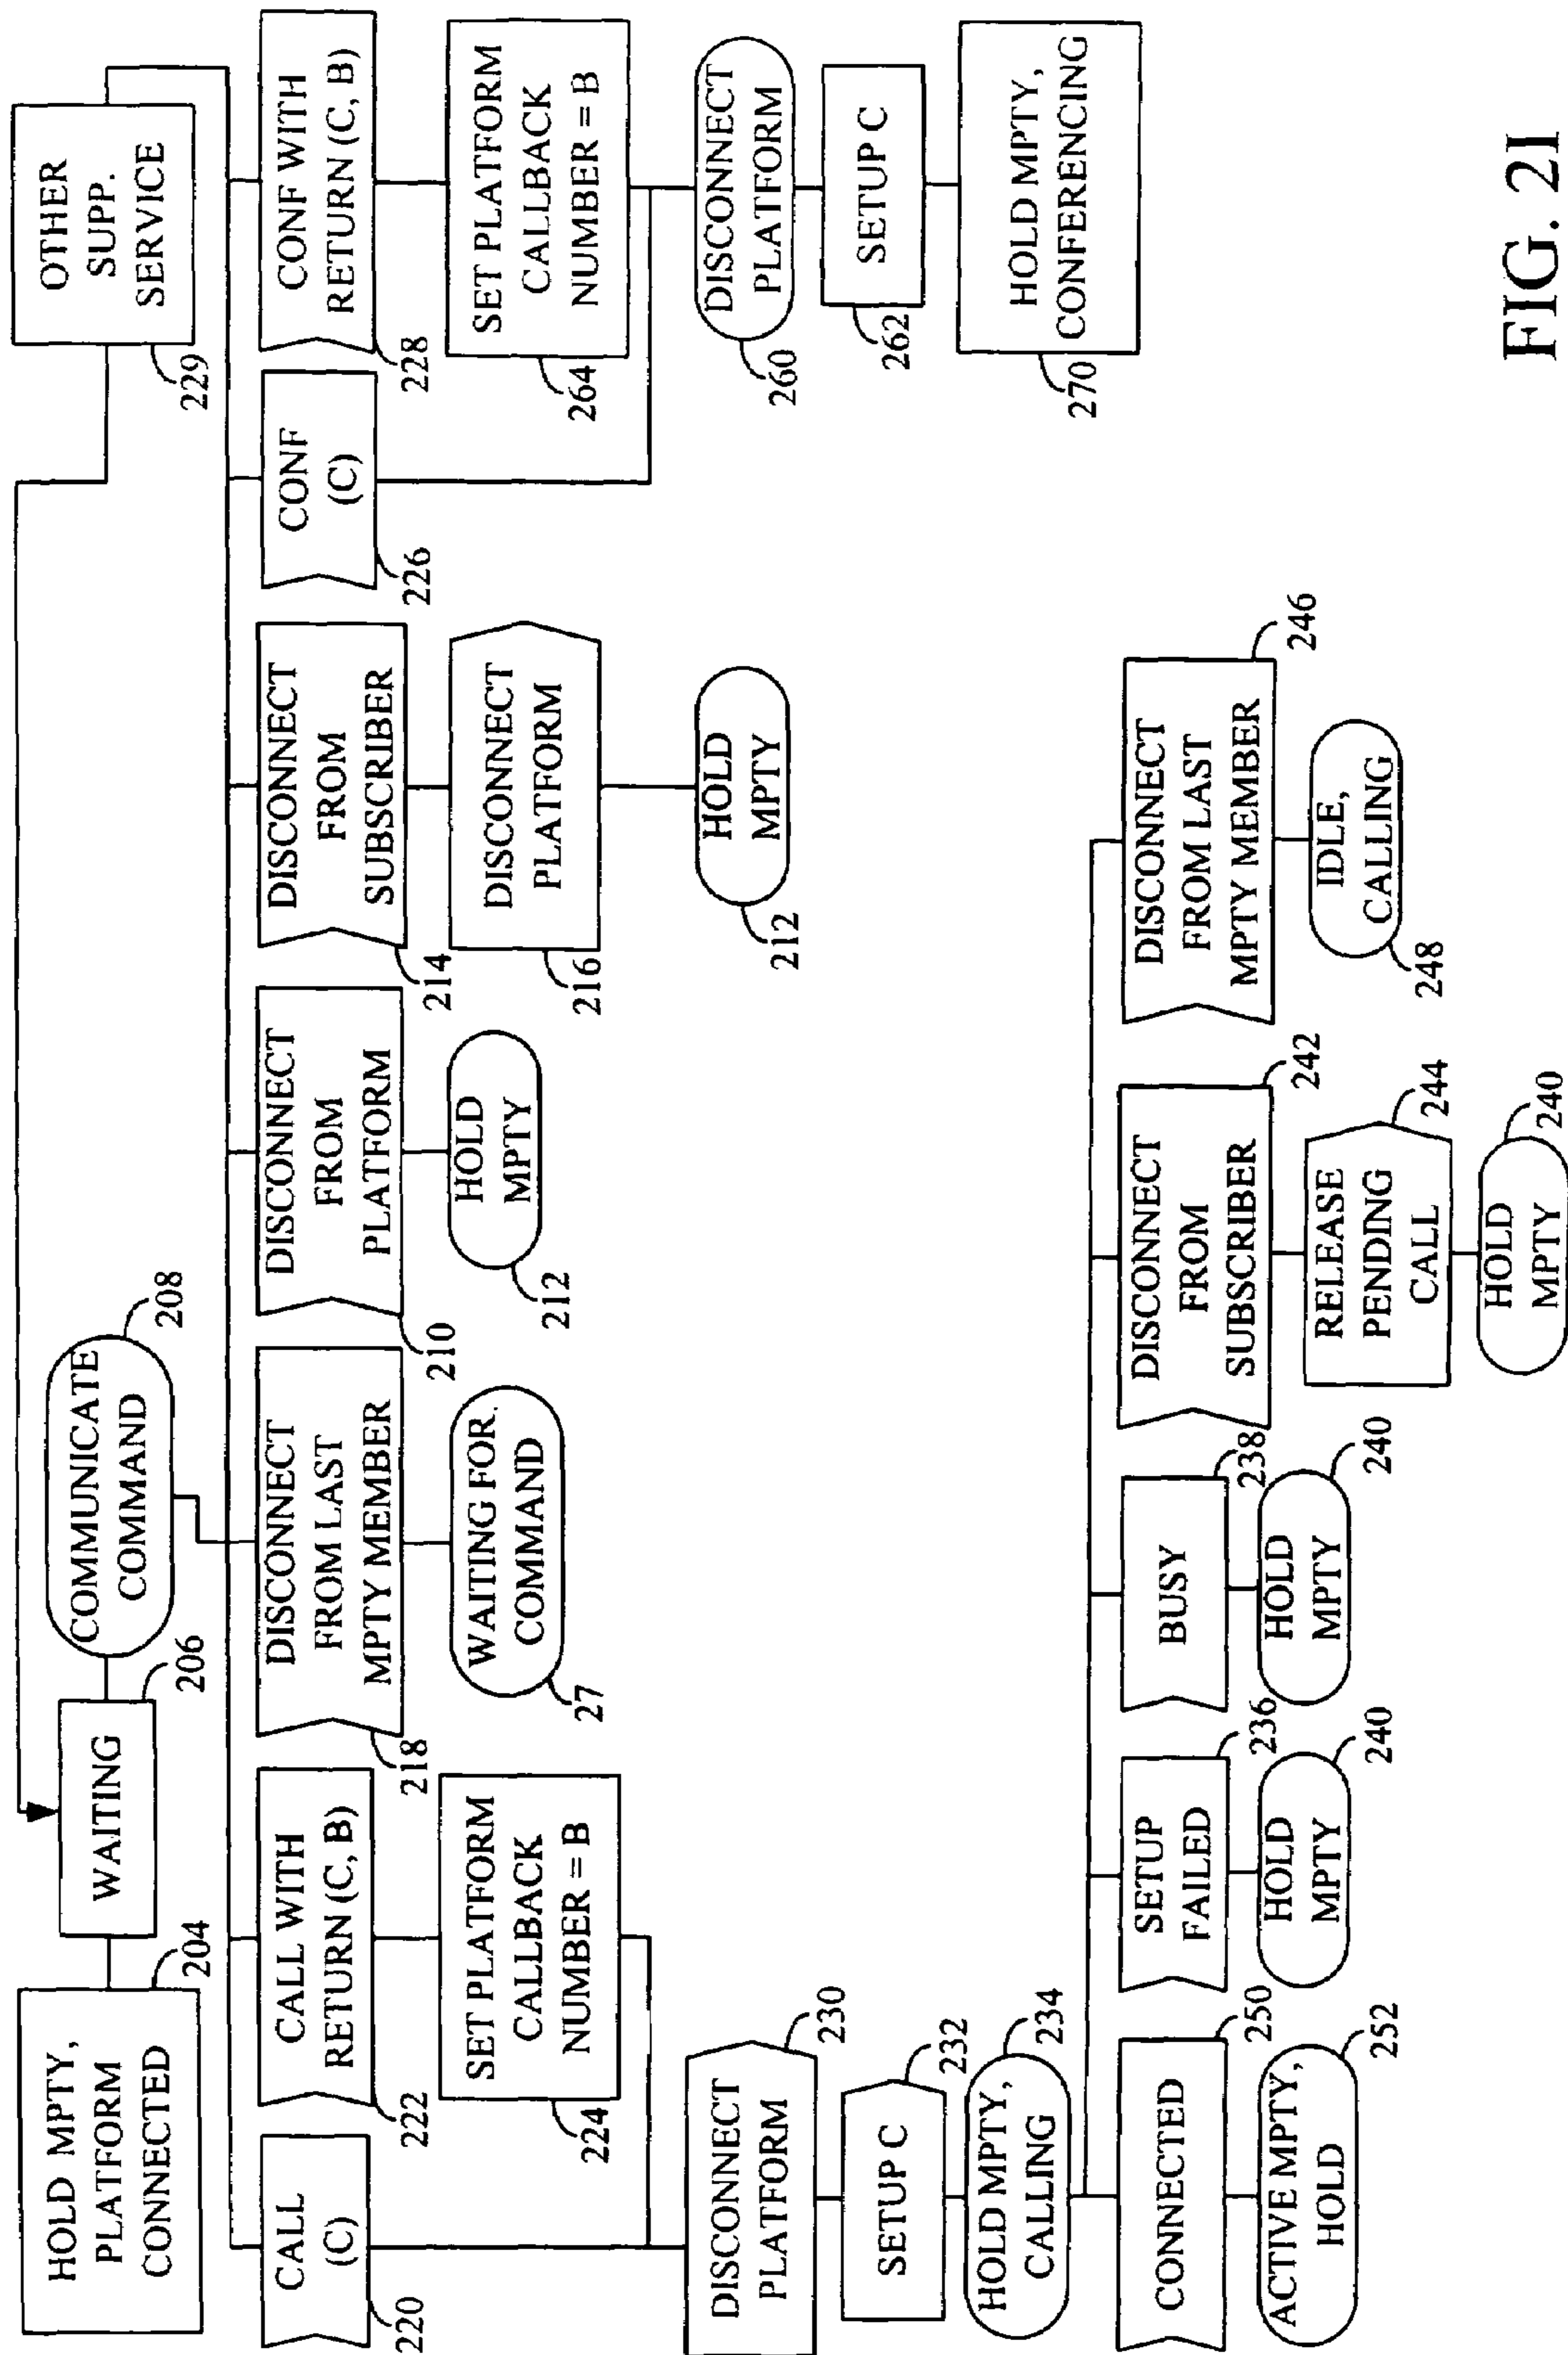 HOLD MPTY,
PLATFORM
CONNECTED
204
WAITING
206
COMMUNICATE
COMMAND
208
OTHER
SUPP.
SERVICE
229
CALL
(C)
220
CALL WITH
RETURN (C, B)
222
SET PLATFORM
CALLBACK
NUMBER = B
224
DISCONNECT
FROM LAST
MPTY MEMBER
218
WAITING FOR.
COMMAND
27
DISCONNECT
FROM
PLATFORM
210
HOLD
MPTY
212
DISCONNECT
FROM
SUBSCRIBER
214
DISCONNECT
PLATFORM
216
HOLD
MPTY
212
CONF
(C)
226
CONF WITH
RETURN (C, B)
228
SET PLATFORM
CALLBACK
NUMBER = B
264
DISCONNECT
PLATFORM
260
SETUP C
262
HOLD MPTY,
CONFERENCING
270
DISCONNECT
PLATFORM
230
SETUP C
232
HOLD MPTY,
CALLING
234
CONNECTED
250
ACTIVE MPTY,
HOLD
252
SETUP
FAILED
236
HOLD
MPTY
240
BUSY
238
HOLD
MPTY
240
DISCONNECT
FROM
SUBSCRIBER
242
RELEASE
PENDING
CALL
244
HOLD
MPTY
240
DISCONNECT
FROM LAST
MPTY MEMBER
246
IDLE,
CALLING
248
FIG. 2I